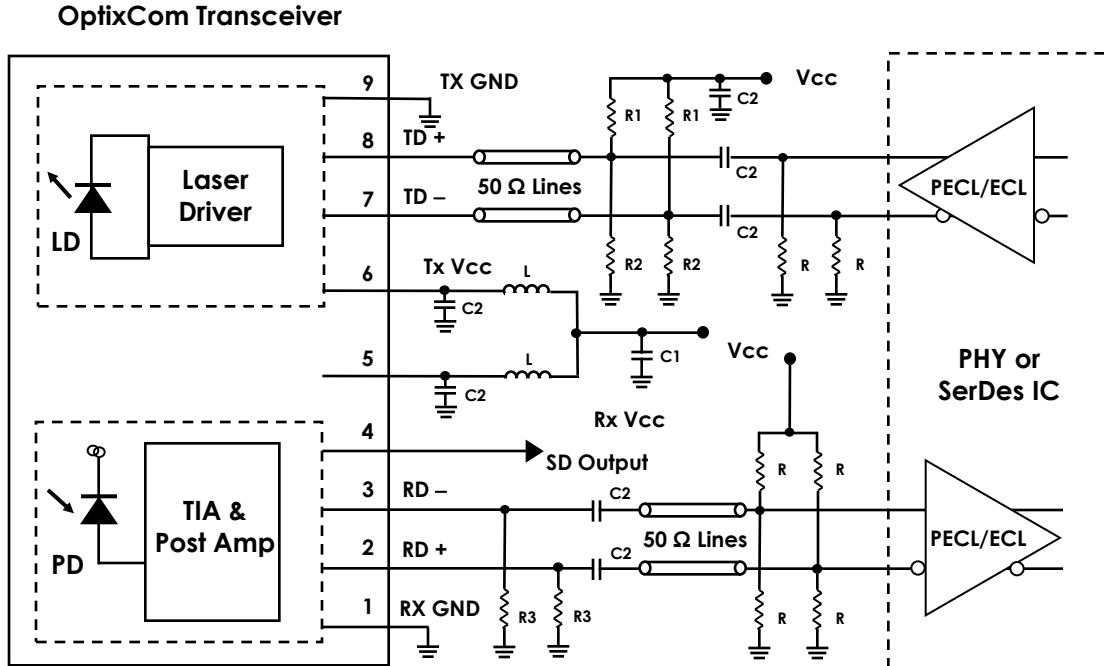 OptixCom Transceiver
9 TX GND
8 TD +
7 TD –
6 Tx Vcc
5
4
3 RD –
2 RD +
1 RX GND
Laser
Driver
LD
50 Ω Lines
R1
R1
C2
Vcc
C2
C2
R2
R2
R
R
PECL/ECL
L
C2
L
C2
C1
Vcc
Rx Vcc
SD Output
PHY or
SerDes IC
TIA &
Post Amp
PD
C2
C2
50 Ω Lines
R3
R3
R
R
R
R
PECL/ECL